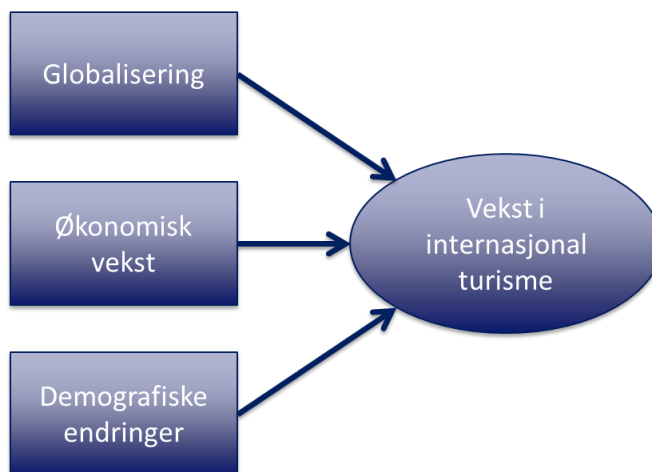 Globalisering
Økonomisk
vekst
Demografiske
endringer
Vekst i
internasjonal
turisme